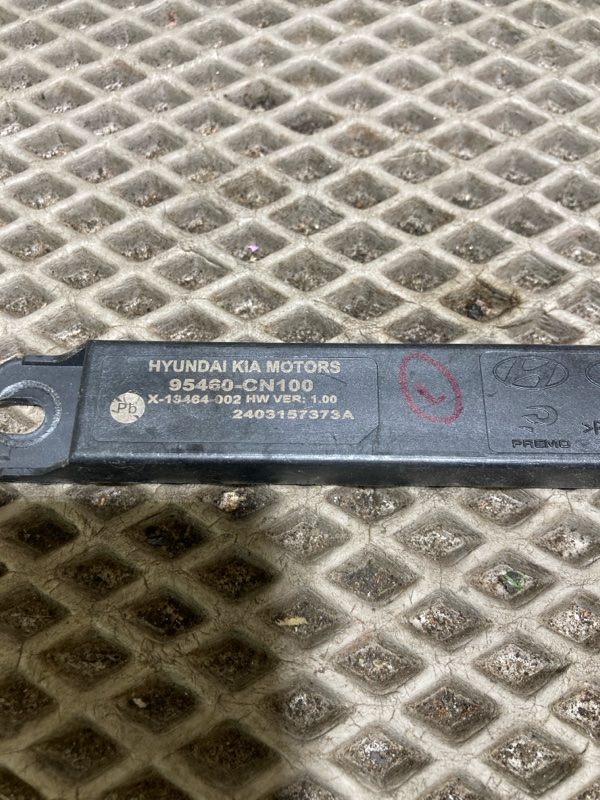 HYUNDAI KIA MOTORS
95460-CN100
Pb X-13464-002 HW VER: 1.00
2403157373A
PREMO